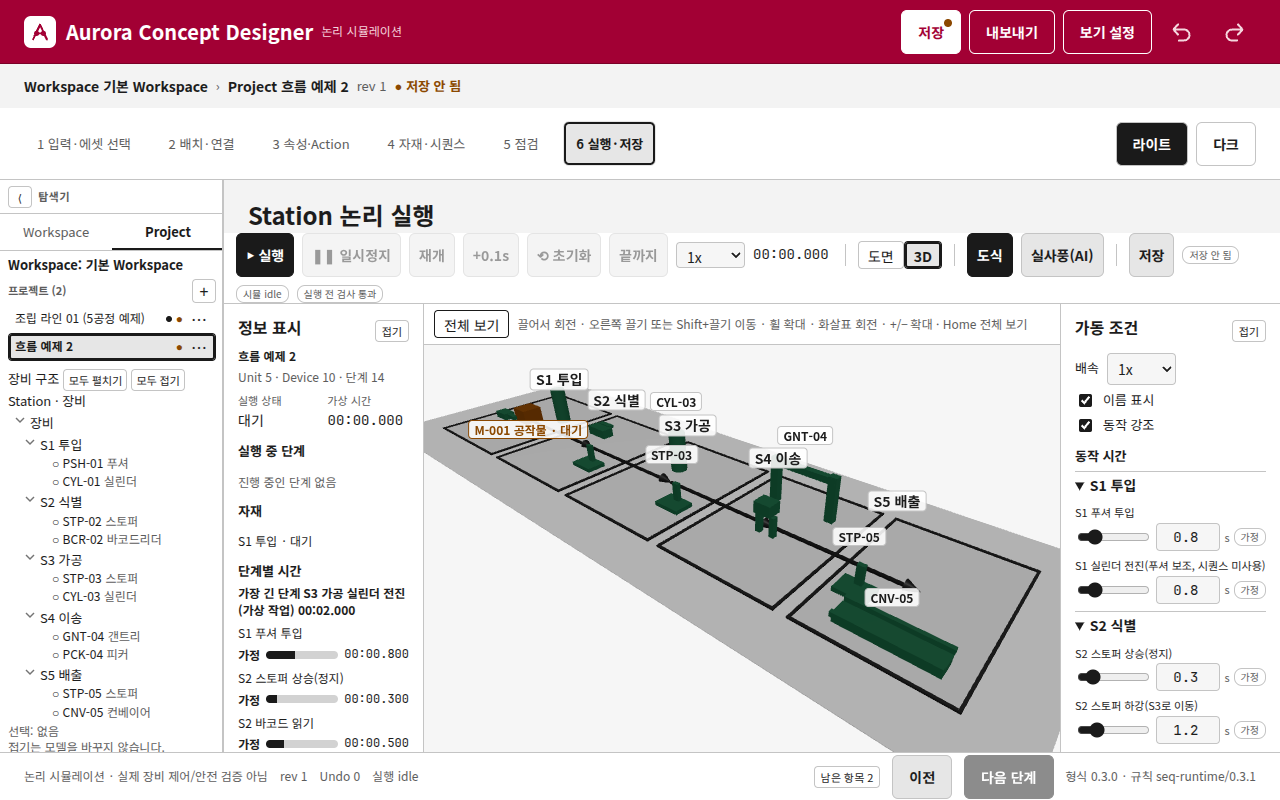 Aurora Concept Designer 논리 시뮬레이션
저장 내보내기 보기 설정
Workspace 기본 Workspace › Project 흐름 예제 2 rev 1 ● 저장 안 됨
1 입력·에셋 선택 2 배치·연결 3 속성·Action 4 자재·시퀀스 5 점검 6 실행·저장 라이트 다크
⟨ 탐색기
Workspace Project
Workspace: 기본 Workspace
프로젝트 (2) +
조립 라인 01 (5공정 예제) ● ● ···
흐름 예제 2 ● ···
장비 구조 모두 펼치기 모두 접기
Station · 장비
장비
S1 투입
○ PSH-01 푸셔
○ CYL-01 실린더
S2 식별
○ STP-02 스토퍼
○ BCR-02 바코드리더
S3 가공
○ STP-03 스토퍼
○ CYL-03 실린더
S4 이송
○ GNT-04 갠트리
○ PCK-04 피커
S5 배출
○ STP-05 스토퍼
○ CNV-05 컨베이어
선택: 없음
접기는 모델을 바꾸지 않습니다.
Station 논리 실행
▸ 실행 ❚❚ 일시정지 재개 +0.1s ⟲ 초기화 끝까지 1x 00:00.000 도면 3D 도식 실사풍(AI) 저장 저장 안 됨
시뮬 idle 실행 전 검사 통과
정보 표시 접기
흐름 예제 2
Unit 5 · Device 10 · 단계 14
실행 상태 가상 시간
대기 00:00.000
실행 중 단계
진행 중인 단계 없음
자재
S1 투입 · 대기
단계별 시간
가장 긴 단계 S3 가공 실린더 전진
(가상 작업) 00:02.000
S1 푸셔 투입
가정 00:00.800
S2 스토퍼 상승(정지)
가정 00:00.300
S2 바코드 읽기
가정 00:00.500
전체 보기 끌어서 회전 · 오른쪽 끌기 또는 Shift+끌기 이동 · 휠 확대 · 화살표 회전 · +/− 확대 · Home 전체 보기
S1 투입
S2 식별
CYL-03
S3 가공
M-001 공작물 · 대기
GNT-04
STP-03
S4 이송
S5 배출
STP-05
CNV-05
가동 조건 접기
배속 1x
이름 표시
동작 강조
동작 시간
▼ S1 투입
S1 푸셔 투입
0.8 s 가정
S1 실린더 전진(푸셔 보조, 시퀀스 미사용)
0.8 s 가정
▼ S2 식별
S2 스토퍼 상승(정지)
0.3 s 가정
S2 스토퍼 하강(S3로 이동)
1.2 s 가정
논리 시뮬레이션 · 실제 장비 제어/안전 검증 아님 rev 1 Undo 0 실행 idle 남은 항목 2 이전 다음 단계 형식 0.3.0 · 규칙 seq-runtime/0.3.1